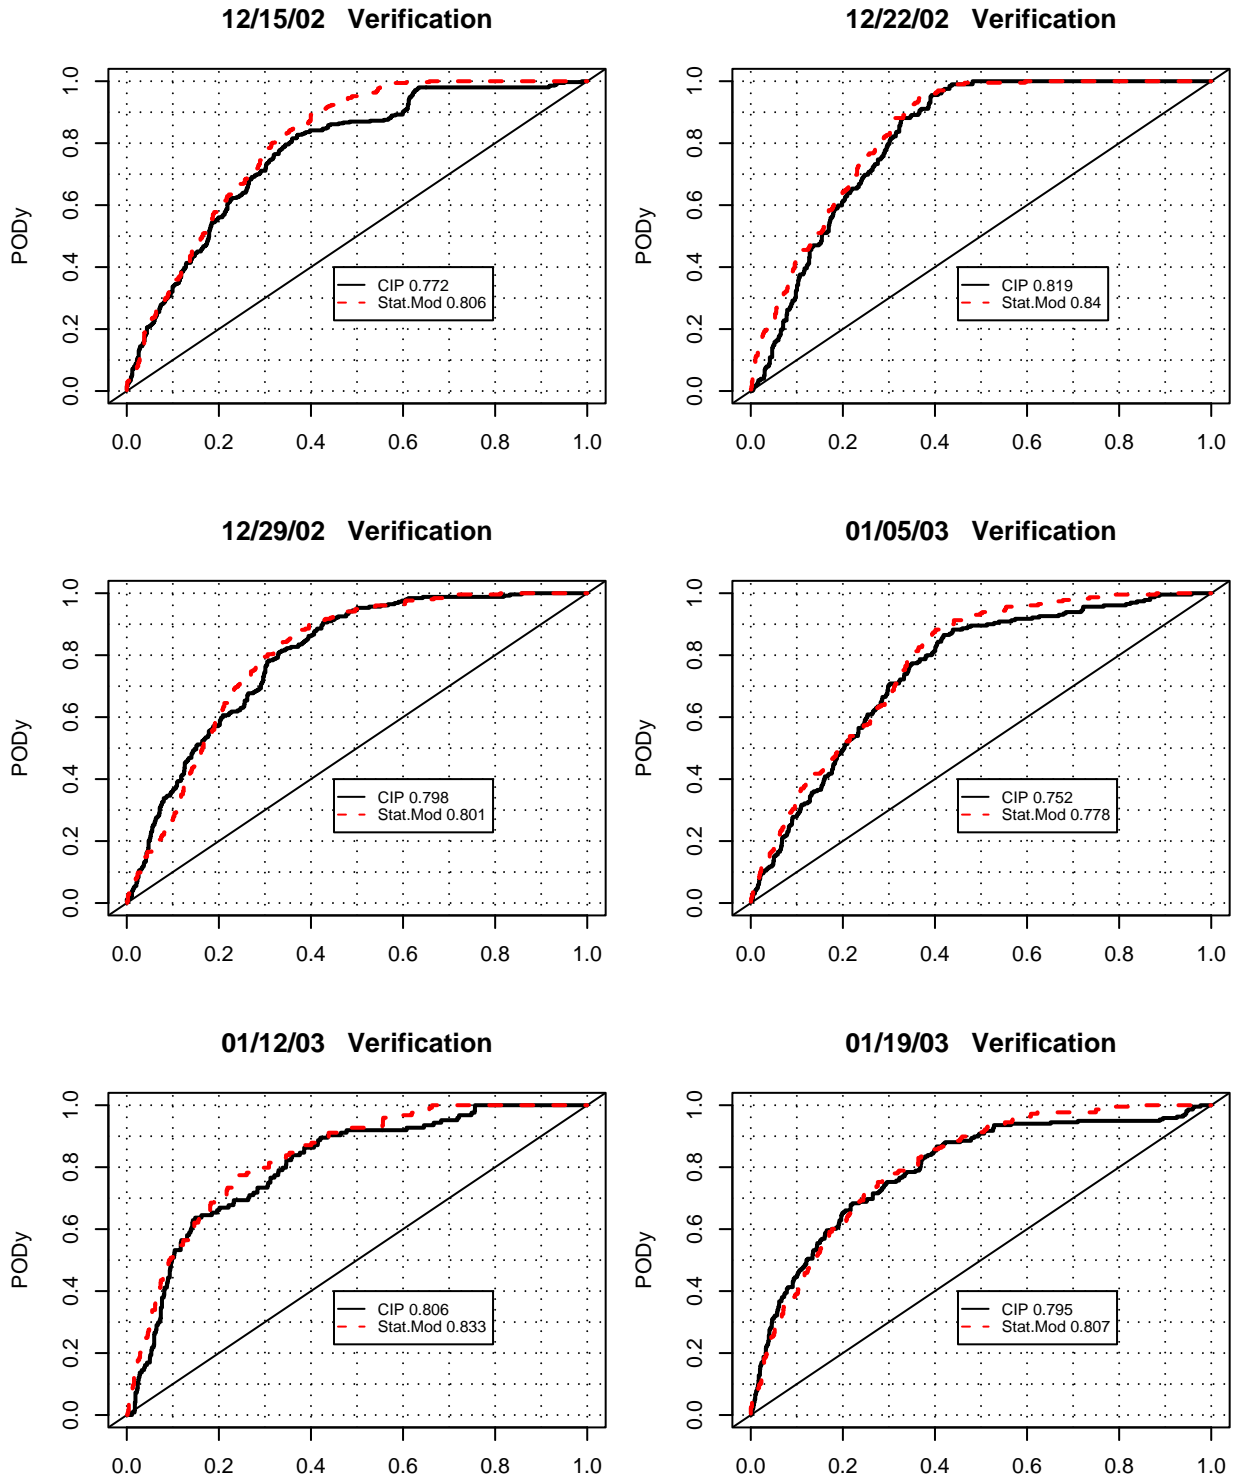 12/15/02 Verification
PODy
1.0
0.8
0.6
0.4
0.2
0.0
CIP 0.772
Stat.Mod 0.806
0.0 0.2 0.4 0.6 0.8 1.0
12/22/02 Verification
PODy
1.0
0.8
0.6
0.4
0.2
0.0
CIP 0.819
Stat.Mod 0.84
0.0 0.2 0.4 0.6 0.8 1.0
12/29/02 Verification
PODy
1.0
0.8
0.6
0.4
0.2
0.0
CIP 0.798
Stat.Mod 0.801
0.0 0.2 0.4 0.6 0.8 1.0
01/05/03 Verification
PODy
1.0
0.8
0.6
0.4
0.2
0.0
CIP 0.752
Stat.Mod 0.778
0.0 0.2 0.4 0.6 0.8 1.0
01/12/03 Verification
PODy
1.0
0.8
0.6
0.4
0.2
0.0
CIP 0.806
Stat.Mod 0.833
0.0 0.2 0.4 0.6 0.8 1.0
01/19/03 Verification
PODy
1.0
0.8
0.6
0.4
0.2
0.0
CIP 0.795
Stat.Mod 0.807
0.0 0.2 0.4 0.6 0.8 1.0